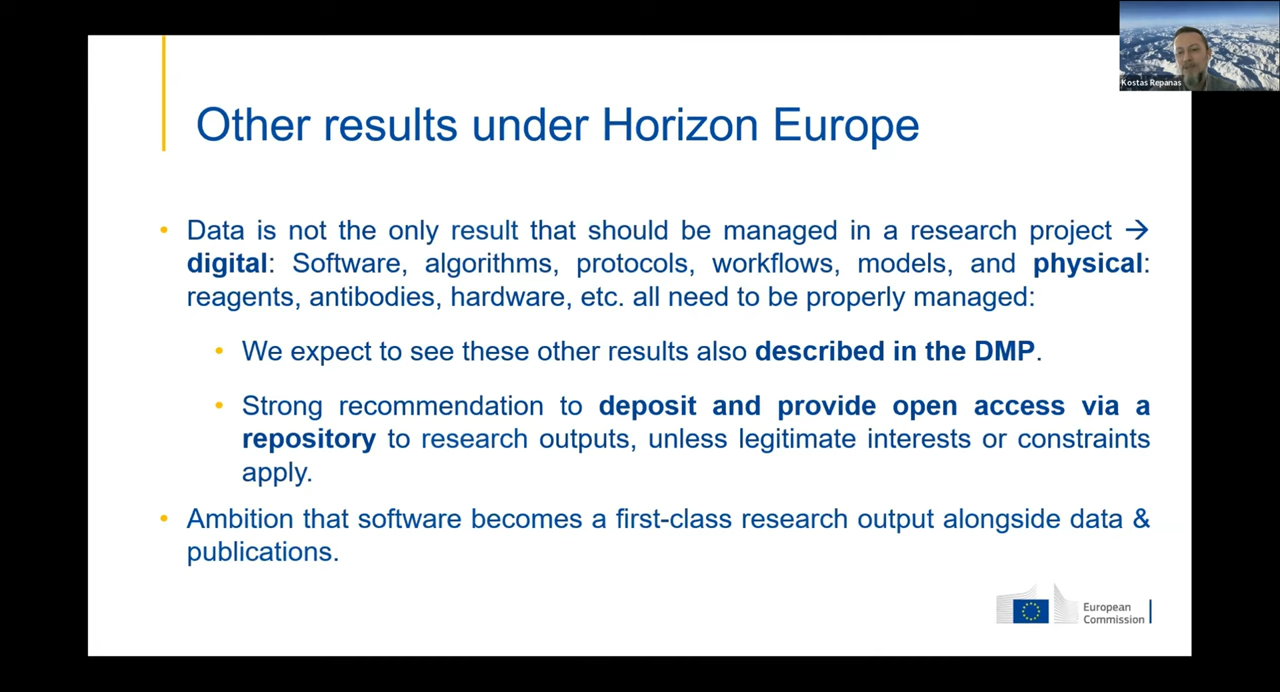 Kostas Repanas
Other results under Horizon Europe
• Data is not the only result that should be managed in a research project →
digital: Software, algorithms, protocols, workflows, models, and physical:
reagents, antibodies, hardware, etc. all need to be properly managed:
• We expect to see these other results also described in the DMP.
• Strong recommendation to deposit and provide open access via a
repository to research outputs, unless legitimate interests or constraints
apply.
• Ambition that software becomes a first-class research output alongside data &
publications.
European
Commission